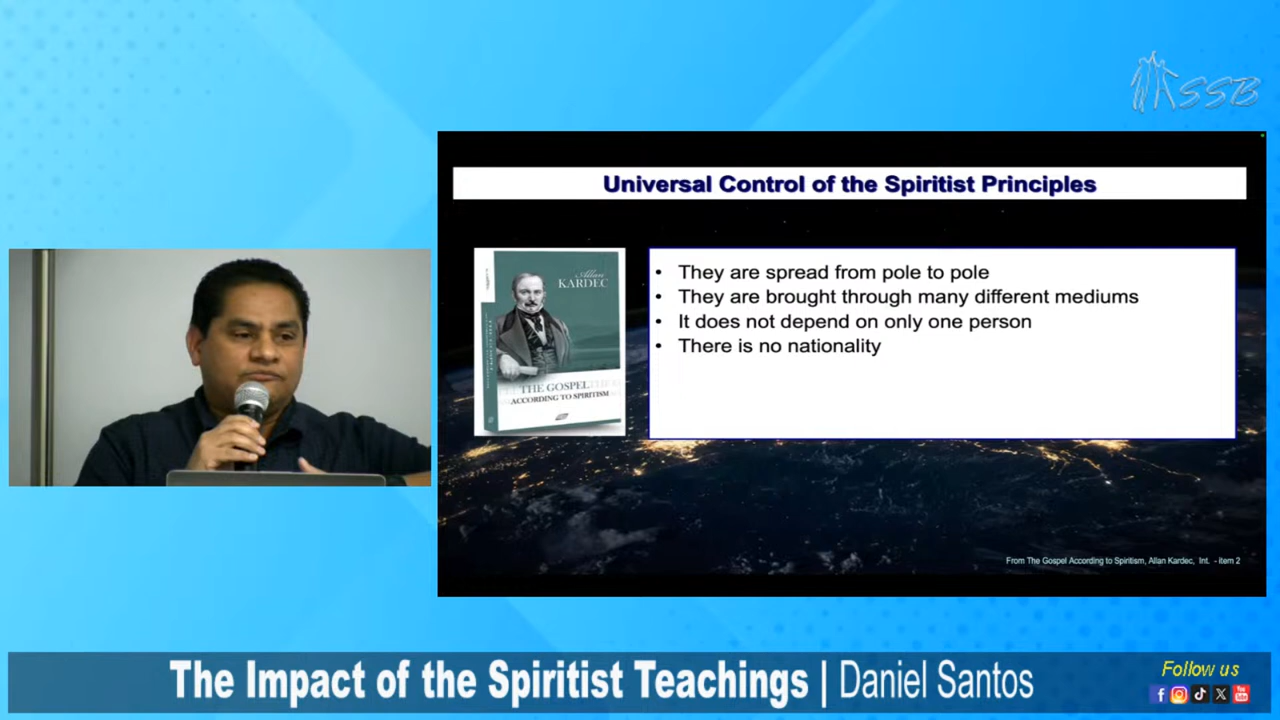 SSB
Universal Control of the Spiritist Principles
Allan
KARDEC
THE GOSPEL
ACCORDING TO SPIRITISM
• They are spread from pole to pole
• They are brought through many different mediums
• It does not depend on only one person
• There is no nationality
From The Gospel According to Spiritism, Allan Kardec, Int. - item 2
The Impact of the Spiritist Teachings | Daniel Santos
Follow us